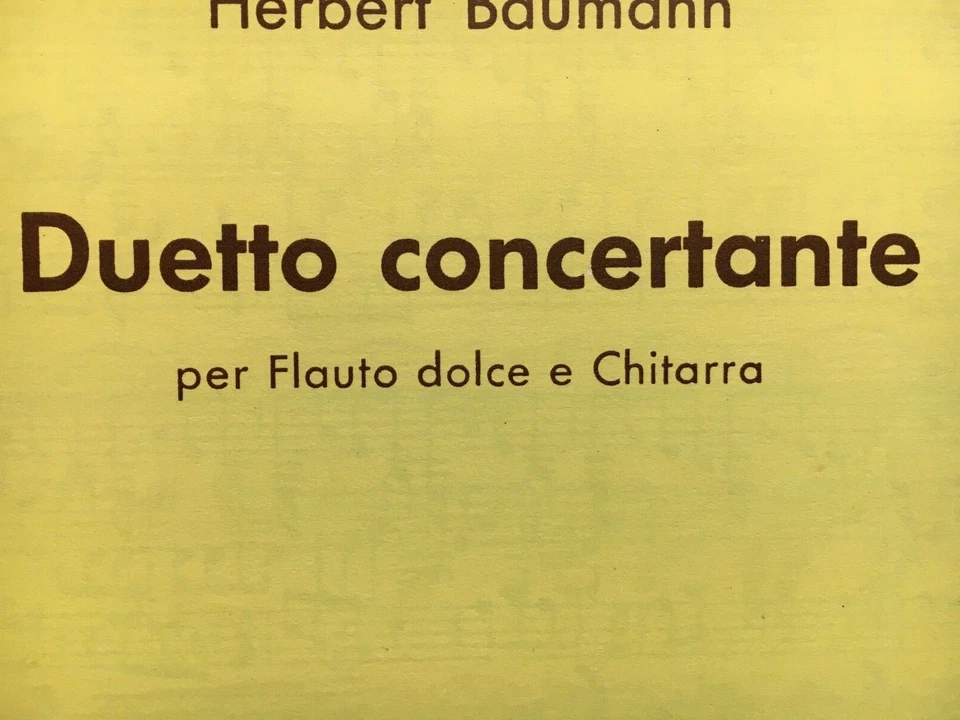 Herbert Baumann
Duetto concertante
per Flauto dolce e Chitarra